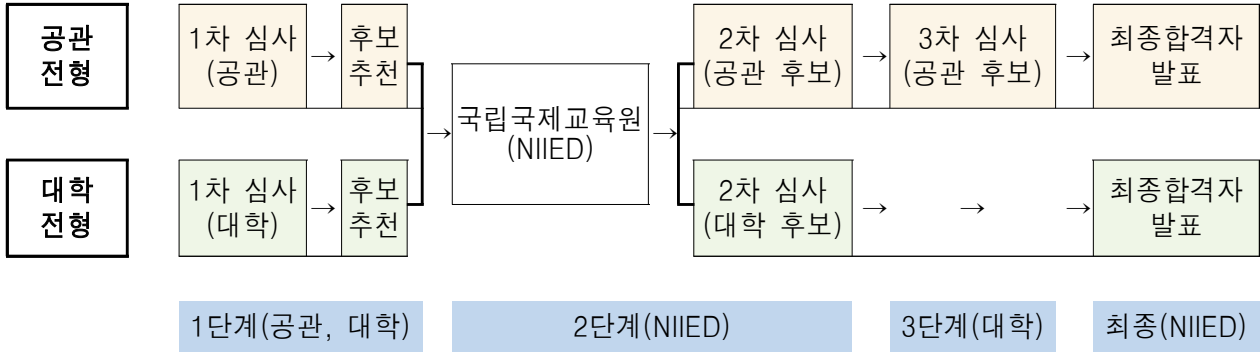 공관
전형
1차 심사
(공관)
→
후보
추천
→
국립국제교육원
(NIIED)
→
2차 심사
(공관 후보)
→
3차 심사
(공관 후보)
→
최종합격자
발표
대학
전형
1차 심사
(대학)
→
후보
추천
2차 심사
(대학 후보)
→
→
→
최종합격자
발표
1단계(공관, 대학)
2단계(NIIED)
3단계(대학)
최종(NIIED)